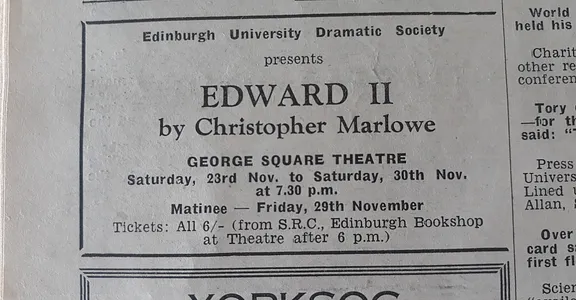 Edinburgh University Dramatic Society
presents
EDWARD II
by Christopher Marlowe
GEORGE SQUARE THEATRE
Saturday, 23rd Nov. to Saturday, 30th Nov.
at 7.30 p.m.
Matinee — Friday, 29th November
Tickets: All 6/- (from S.R.C., Edinburgh Bookshop
at Theatre after 6 p.m.)
World
held his
Charit
other re
conferen
Tory
—for th
said: "T
Press
Univers
Lined
Allan,
Over
card s
first fl
Scien